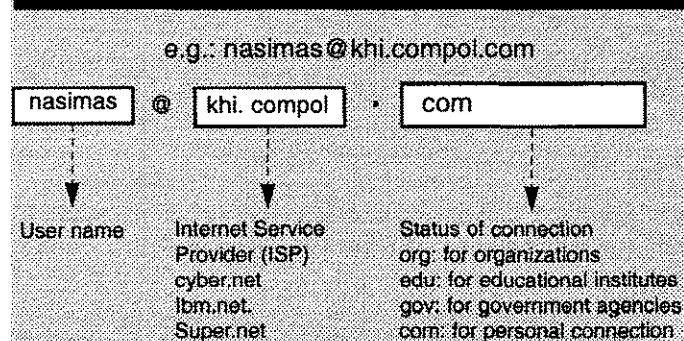 e.g.: nasimas@khi.compol.com
nasimas @ khi. compol . com
User name
Internet Service
Provider (ISP)
cyber.net
Ibm.net.
Super.net
Status of connection
org: for organizations
edu: for educational institutes
gov: for government agencies
com: for personal connection